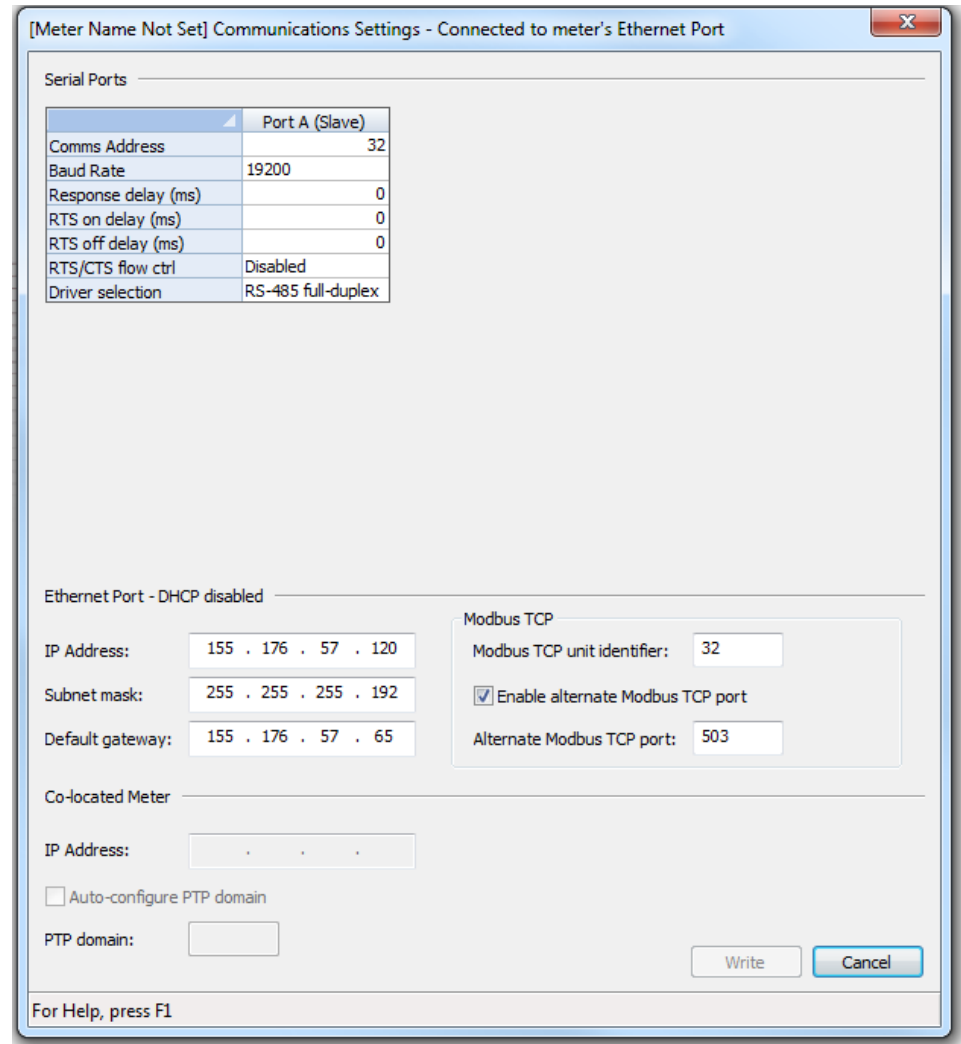 [Meter Name Not Set] Communications Settings - Connected to meter's Ethernet Port
Serial Ports
Port A (Slave)
Comms Address 32
Baud Rate 19200
Response delay (ms) 0
RTS on delay (ms) 0
RTS off delay (ms) 0
RTS/CTS flow ctrl Disabled
Driver selection RS-485 full-duplex
Ethernet Port - DHCP disabled
IP Address: 155 . 176 . 57 . 120
Subnet mask: 255 . 255 . 255 . 192
Default gateway: 155 . 176 . 57 . 65
Modbus TCP
Modbus TCP unit identifier: 32
Enable alternate Modbus TCP port
Alternate Modbus TCP port: 503
Co-located Meter
IP Address: . . .
Auto-configure PTP domain
PTP domain:
Write Cancel
For Help, press F1